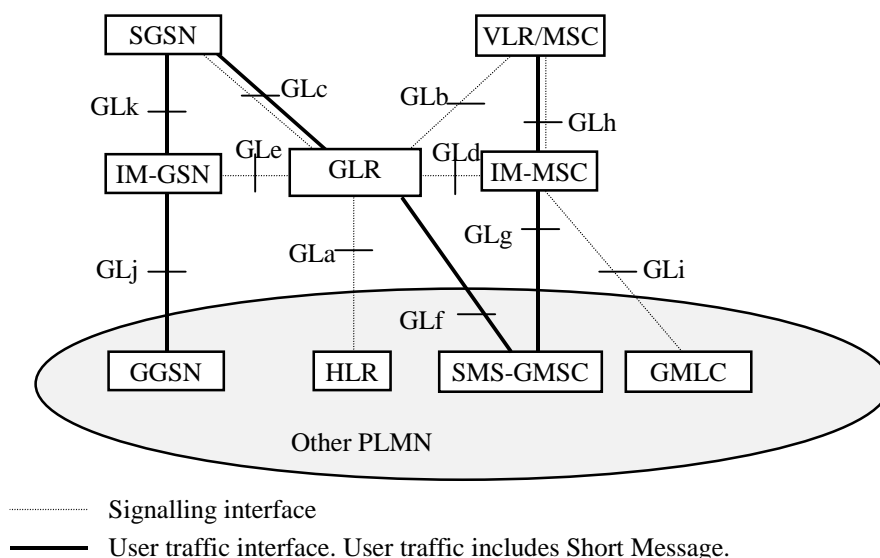 SGSN
VLR/MSC
GLk
GLc
GLb
GLh
GLe
GLd
IM-GSN
GLR
IM-MSC
GLj
GLa
GLg
GLi
GLf
GGSN
HLR
SMS-GMSC
GMLC
Other PLMN
Signalling interface
User traffic interface. User traffic includes Short Message.